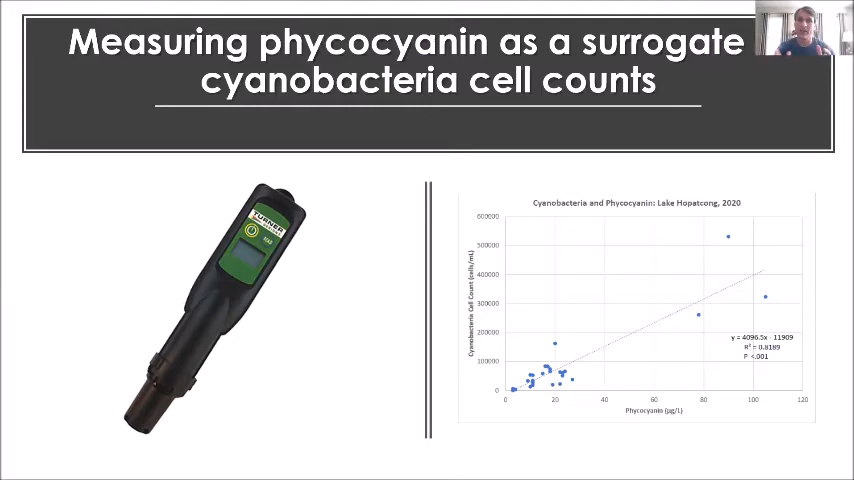 Measuring phycocyanin as a surrogate
cyanobacteria cell counts
TURNER
Cyanobacteria and Phycocyanin: Lake Hopatcong, 2020
Cyanobacteria Cell Count (cells/mL)
600000
500000
400000
300000
200000
100000
0
y = 4096.5x - 11909
R² = 0.8189
P <.001
0 20 40 60 80 100 120
Phycocyanin (µg/L)